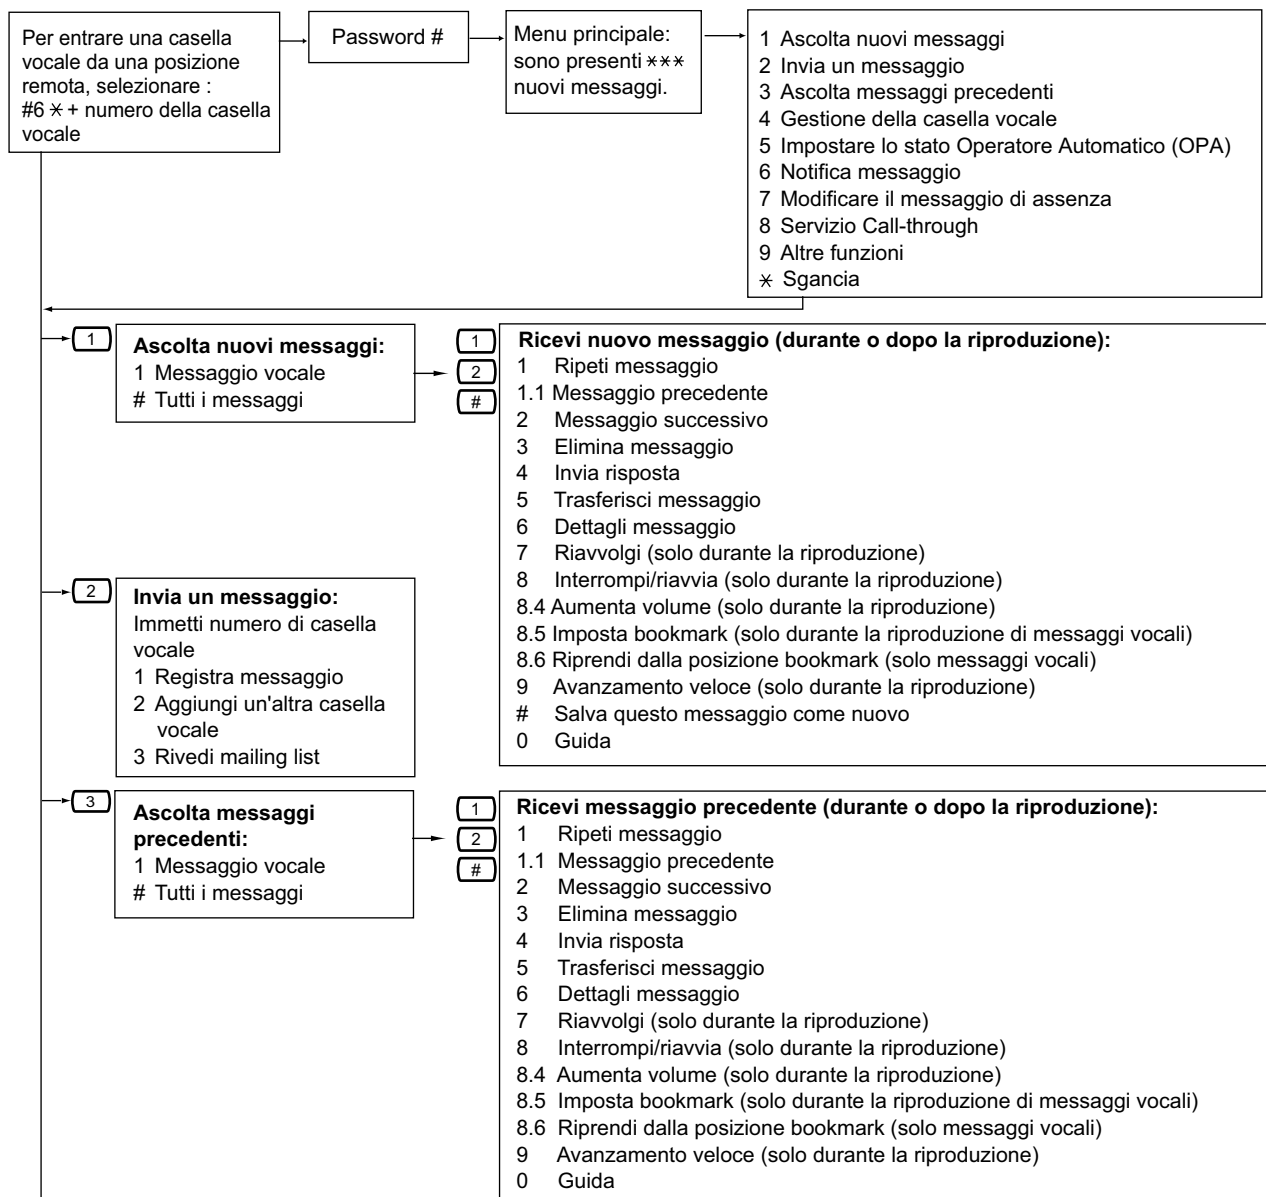 Per entrare una casella
vocale da una posizione
remota, selezionare :
#6 * + numero della casella
vocale
Password #
Menu principale:
sono presenti ***
nuovi messaggi.
1 Ascolta nuovi messaggi
2 Invia un messaggio
3 Ascolta messaggi precedenti
4 Gestione della casella vocale
5 Impostare lo stato Operatore Automatico (OPA)
6 Notifica messaggio
7 Modificare il messaggio di assenza
8 Servizio Call-through
9 Altre funzioni
* Sgancia
1
Ascolta nuovi messaggi:
1 Messaggio vocale
# Tutti i messaggi
1
2
#
Ricevi nuovo messaggio (durante o dopo la riproduzione):
1 Ripeti messaggio
1.1 Messaggio precedente
2 Messaggio successivo
3 Elimina messaggio
4 Invia risposta
5 Trasferisci messaggio
6 Dettagli messaggio
7 Riavvolgi (solo durante la riproduzione)
8 Interrompi/riavvia (solo durante la riproduzione)
8.4 Aumenta volume (solo durante la riproduzione)
8.5 Imposta bookmark (solo durante la riproduzione di messaggi vocali)
8.6 Riprendi dalla posizione bookmark (solo messaggi vocali)
9 Avanzamento veloce (solo durante la riproduzione)
# Salva questo messaggio come nuovo
0 Guida
2
Invia un messaggio:
Immetti numero di casella
vocale
1 Registra messaggio
2 Aggiungi un'altra casella
vocale
3 Rivedi mailing list
3
Ascolta messaggi
precedenti:
1 Messaggio vocale
# Tutti i messaggi
1
2
#
Ricevi messaggio precedente (durante o dopo la riproduzione):
1 Ripeti messaggio
1.1 Messaggio precedente
2 Messaggio successivo
3 Elimina messaggio
4 Invia risposta
5 Trasferisci messaggio
6 Dettagli messaggio
7 Riavvolgi (solo durante la riproduzione)
8 Interrompi/riavvia (solo durante la riproduzione)
8.4 Aumenta volume (solo durante la riproduzione)
8.5 Imposta bookmark (solo durante la riproduzione di messaggi vocali)
8.6 Riprendi dalla posizione bookmark (solo messaggi vocali)
9 Avanzamento veloce (solo durante la riproduzione)
0 Guida